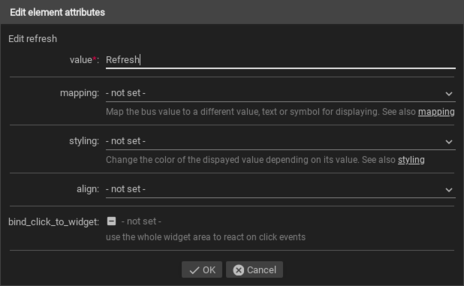 Edit element attributes
Edit refresh
value*: Refresh
mapping: - not set -
Map the bus value to a different value, text or symbol for displaying. See also mapping
styling: - not set -
Change the color of the dispayed value depending on its value. See also styling
align: - not set -
bind_click_to_widget: - not set -
use the whole widget area to react on click events
OK Cancel